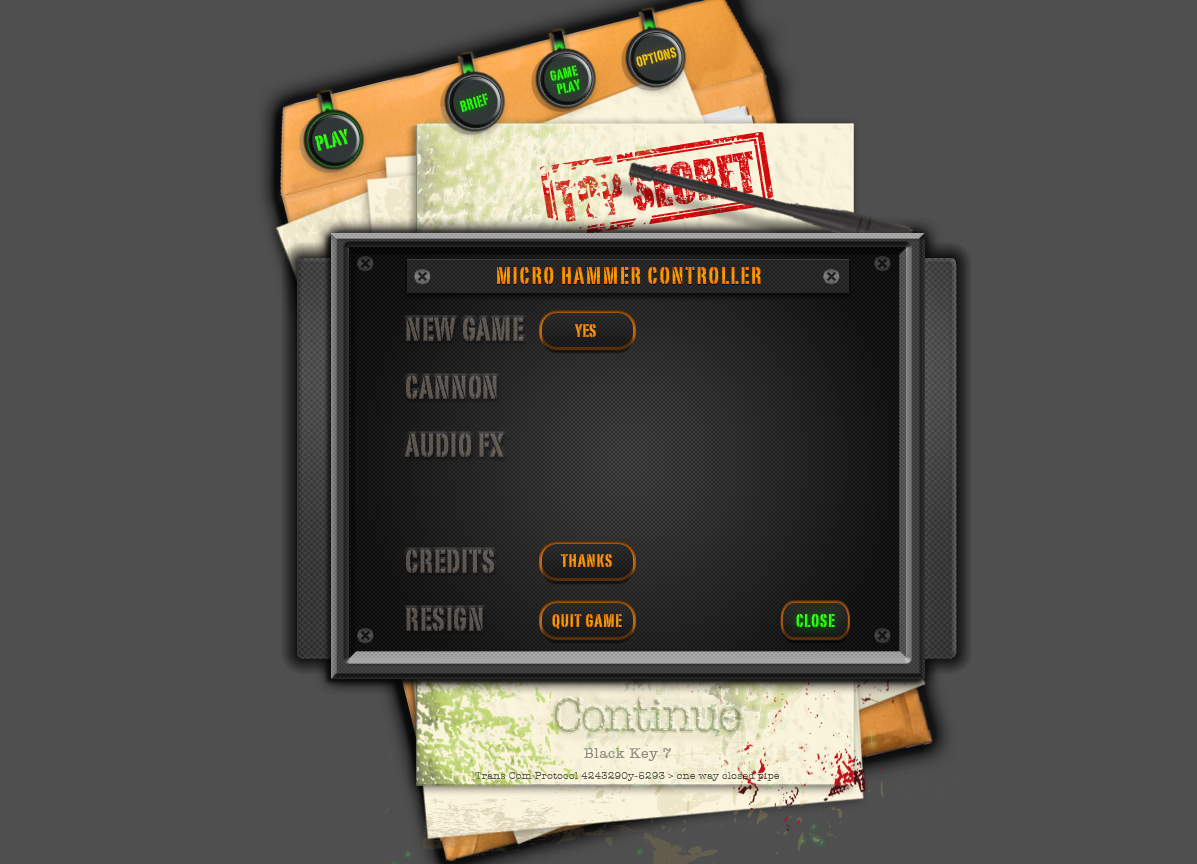 OPTIONS
GAME
PLAY
BRIEF
PLAY
TOP SECRET
MICRO HAMMER CONTROLLER
NEW GAME YES
CANNON
AUDIO FX
CREDITS THANKS
RESIGN QUIT GAME CLOSE
Continue
Black Key 7
Trans Com Protocol 4243290y-5293 > one way closed pipe